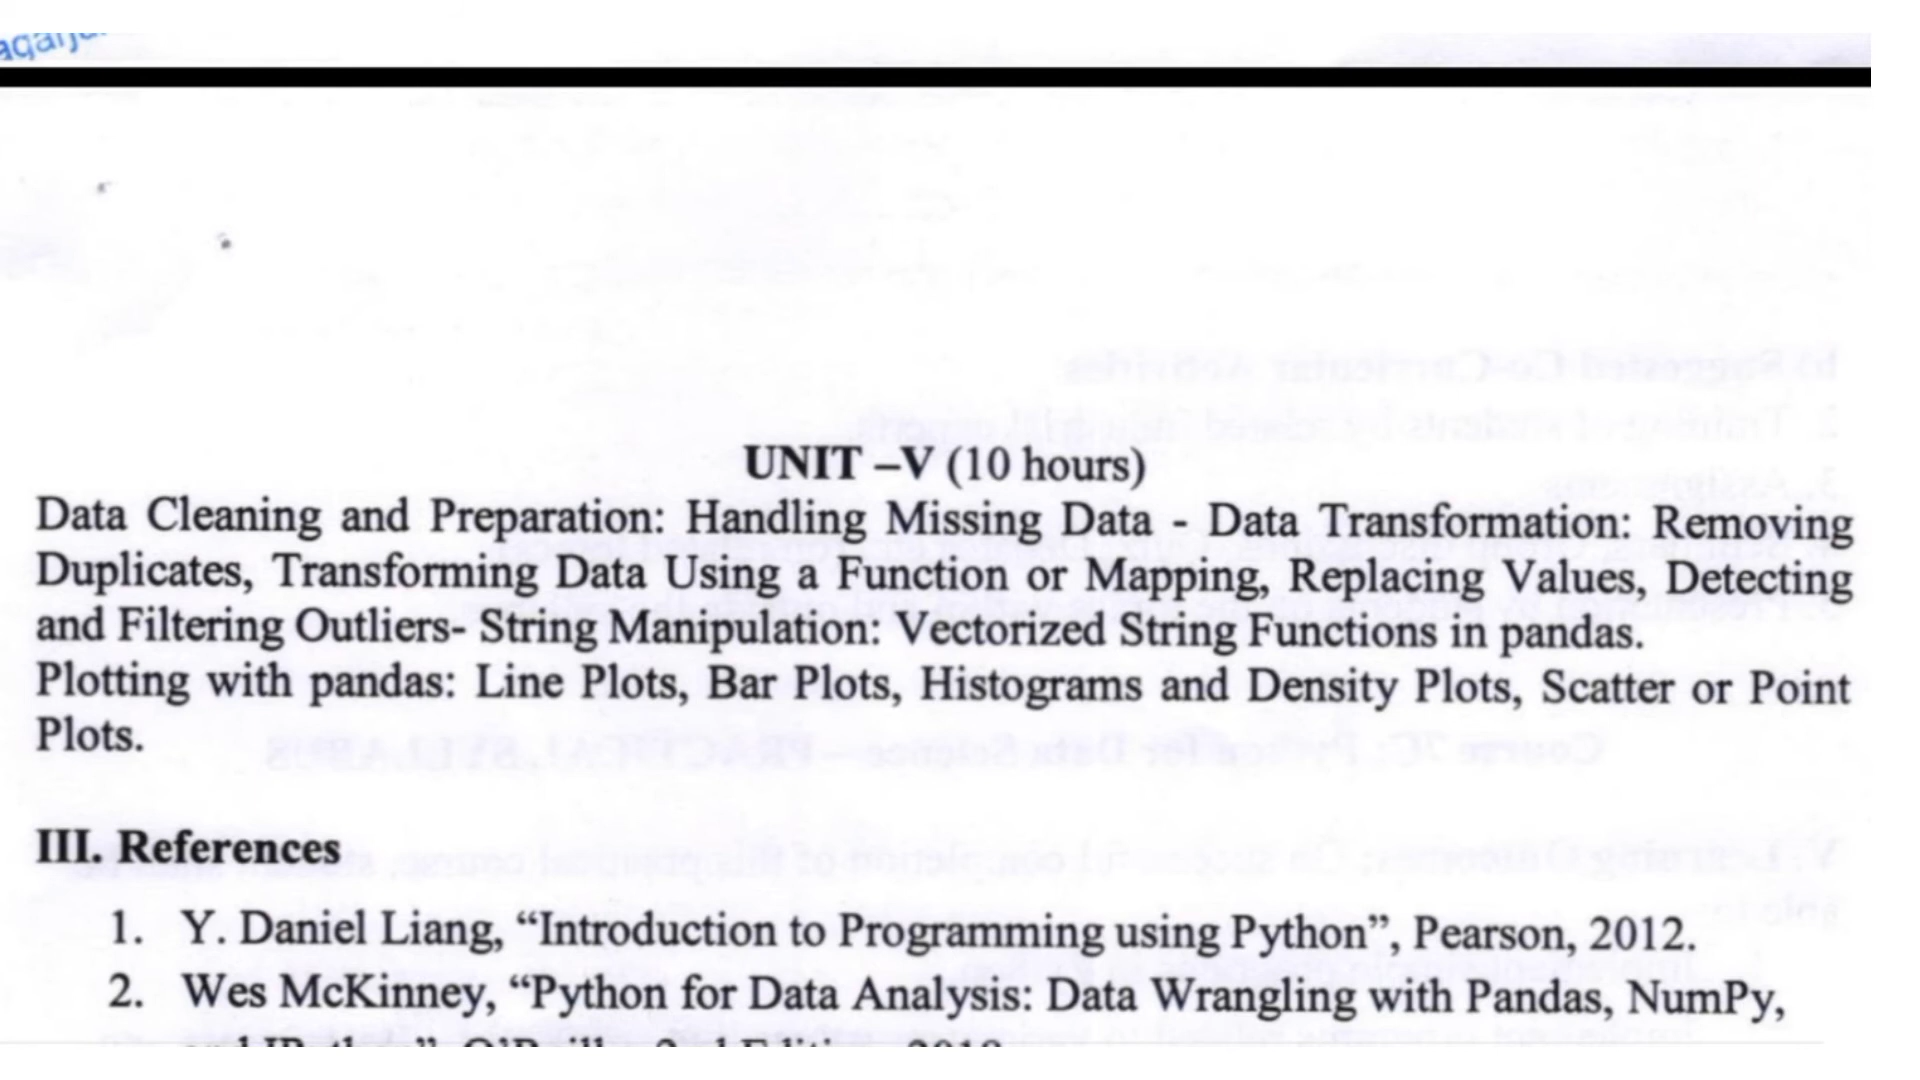 UNIT –V (10 hours)
Data Cleaning and Preparation: Handling Missing Data - Data Transformation: Removing
Duplicates, Transforming Data Using a Function or Mapping, Replacing Values, Detecting
and Filtering Outliers- String Manipulation: Vectorized String Functions in pandas.
Plotting with pandas: Line Plots, Bar Plots, Histograms and Density Plots, Scatter or Point
Plots.
III. References
1. Y. Daniel Liang, “Introduction to Programming using Python”, Pearson, 2012.
2. Wes McKinney, “Python for Data Analysis: Data Wrangling with Pandas, NumPy,